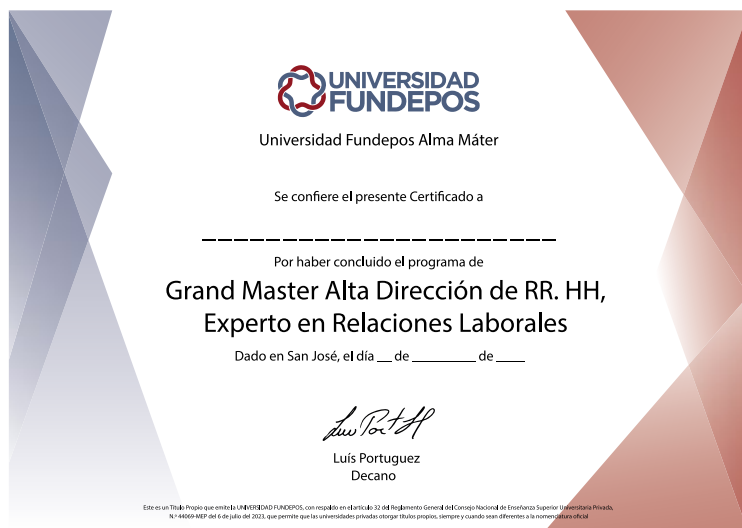 UNIVERSIDAD
FUNDEPOS
Universidad Fundepos Alma Máter
Se confiere el presente Certificado a
_______________________
Por haber concluido el programa de
Grand Master Alta Dirección de RR. HH,
Experto en Relaciones Laborales
Dado en San José, el día __ de _________ de ____
Luís Portuguez
Decano
Este es un Título Propio que emite la UNIVERSIDAD FUNDEPOS, con respaldo en el artículo 32 del Reglamento General del Consejo Nacional de Enseñanza Superior Universitaria Privada,
N.º 44069-MEP del 6 de julio del 2023, que permite que las universidades privadas otorgar títulos propios, siempre y cuando sean diferentes a la nomenclatura oficial